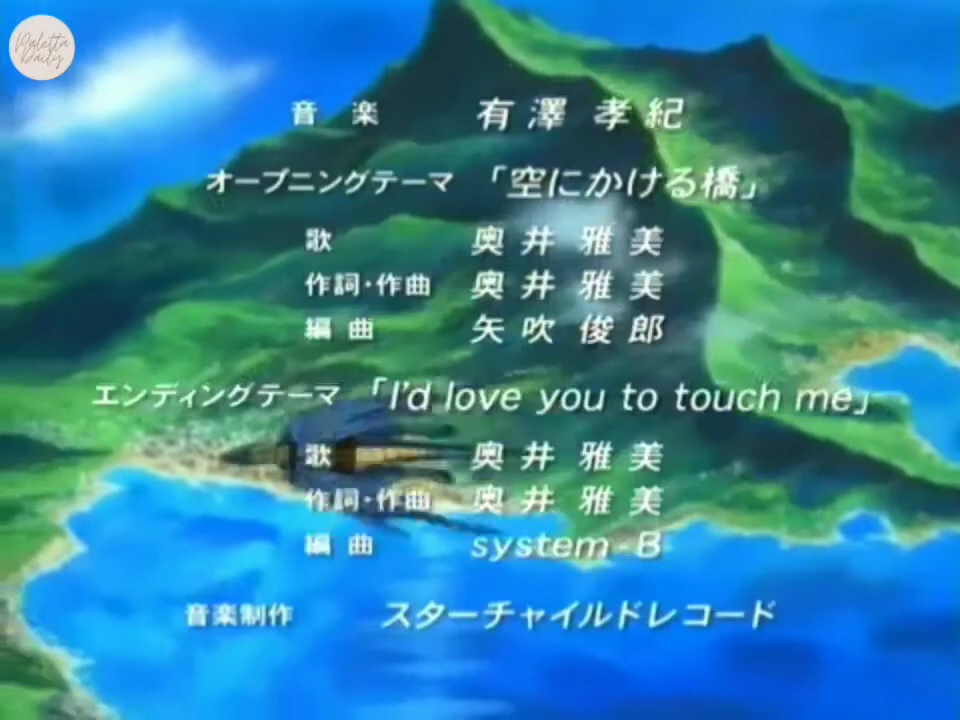 Paletta
Daily
音楽 有澤孝紀
オープニングテーマ 「空にかける橋」
歌 奥井雅美
作詞・作曲 奥井雅美
編曲 矢吹俊郎
エンディングテーマ 「I'd love you to touch me」
歌 奥井雅美
作詞・作曲 奥井雅美
編曲 system-B
音楽制作 スターチャイルドレコード